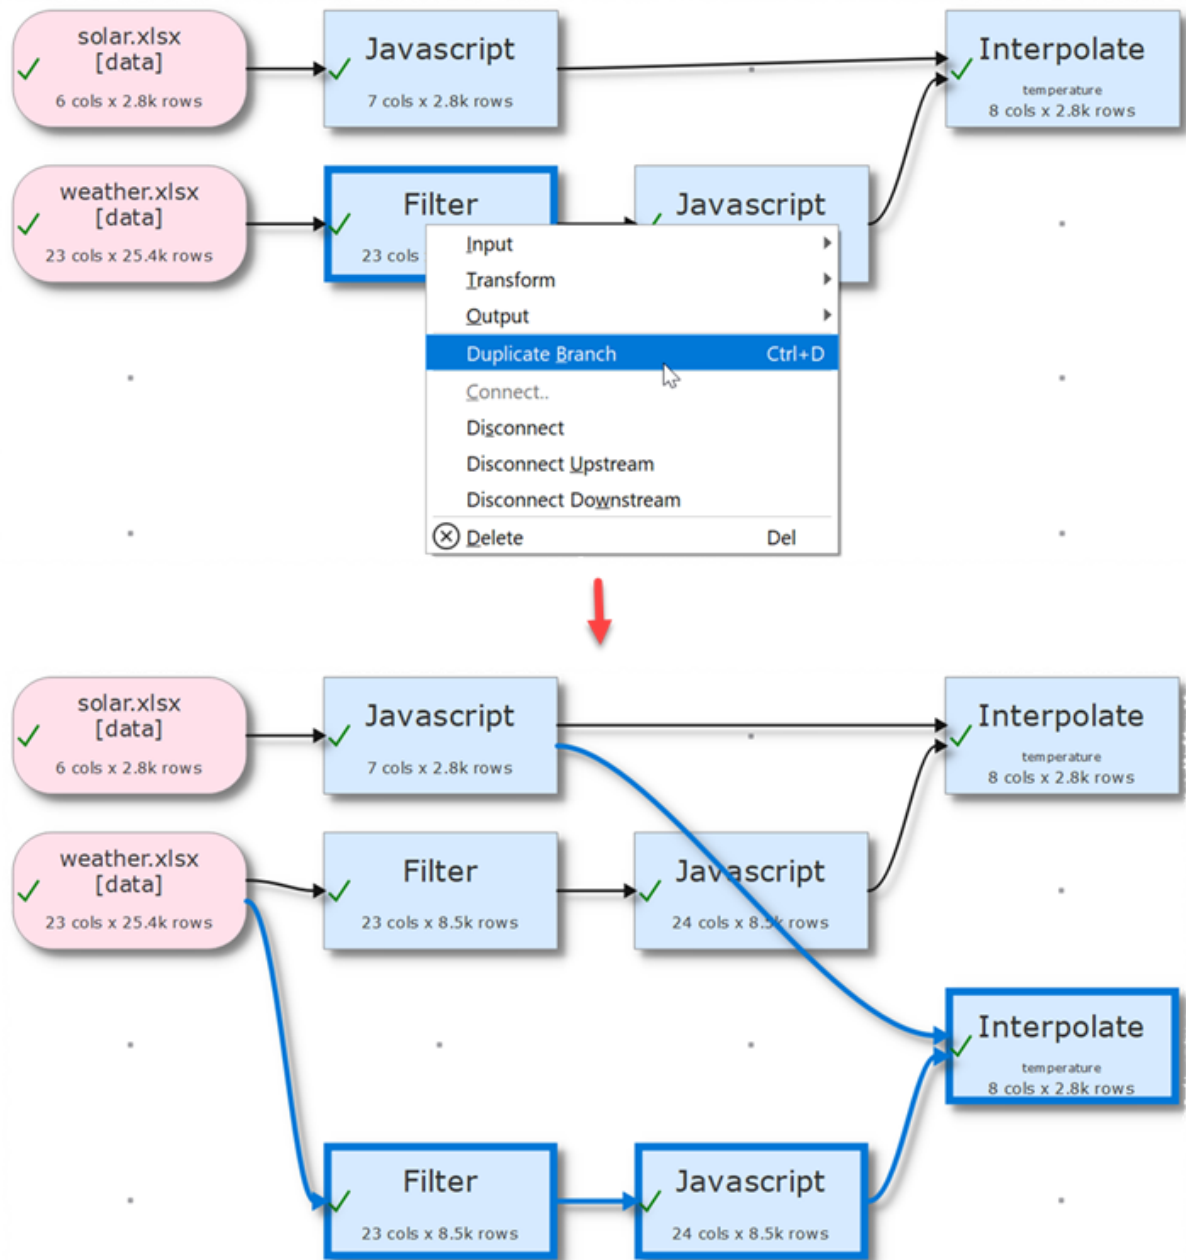 solar.xlsx
[data]
6 cols x 2.8k rows
Javascript
7 cols x 2.8k rows
Interpolate
temperature
8 cols x 2.8k rows
weather.xlsx
[data]
23 cols x 25.4k rows
Filter
23 cols
Javascript
Input
Transform
Output
Duplicate Branch Ctrl+D
Connect..
Disconnect
Disconnect Upstream
Disconnect Downstream
Delete Del
solar.xlsx
[data]
6 cols x 2.8k rows
Javascript
7 cols x 2.8k rows
Interpolate
temperature
8 cols x 2.8k rows
weather.xlsx
[data]
23 cols x 25.4k rows
Filter
23 cols x 8.5k rows
Javascript
24 cols x 8.5k rows
Interpolate
temperature
8 cols x 2.8k rows
Filter
23 cols x 8.5k rows
Javascript
24 cols x 8.5k rows